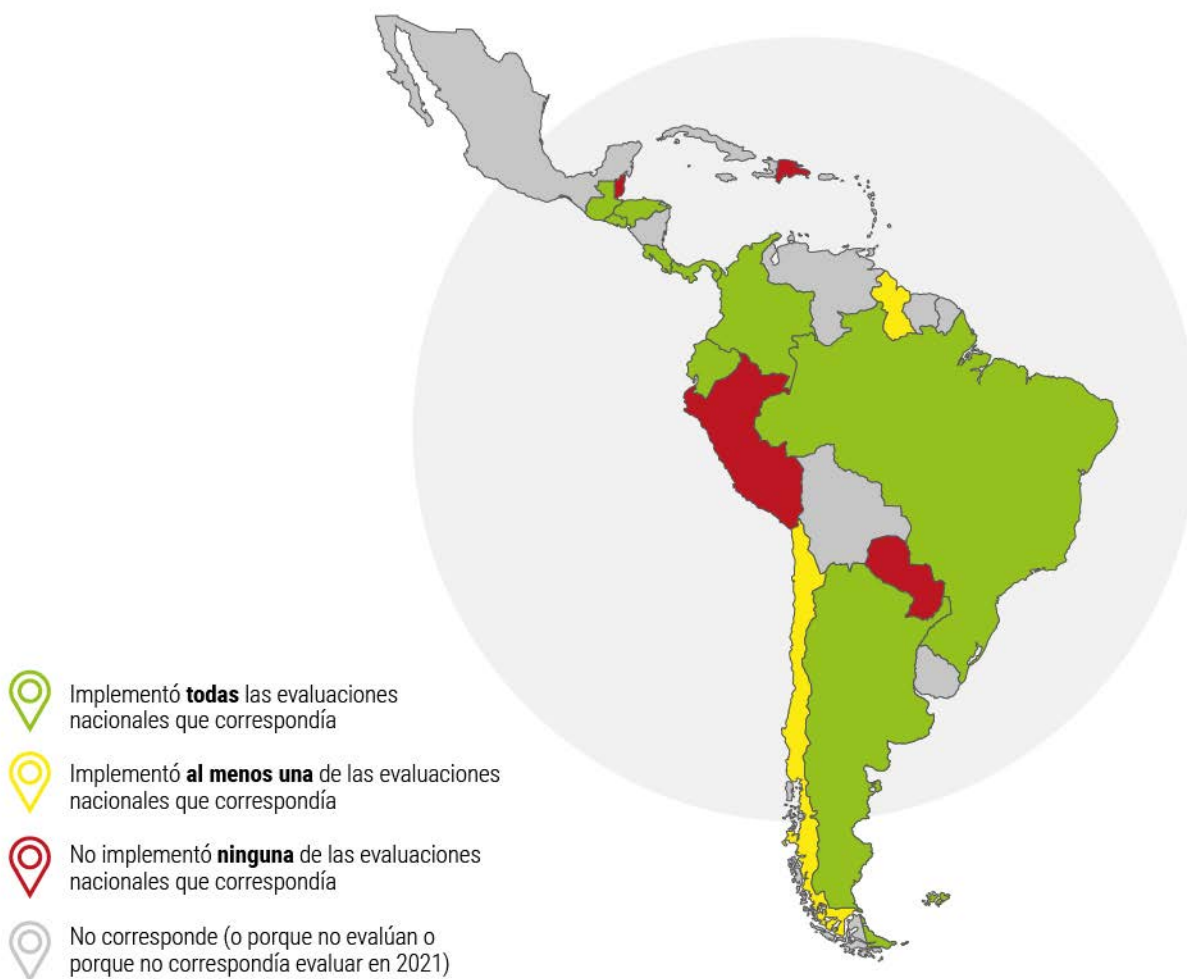 Implementó todas las evaluaciones
nacionales que correspondía
Implementó al menos una de las evaluaciones
nacionales que correspondía
No implementó ninguna de las evaluaciones
nacionales que correspondía
No corresponde (o porque no evalúan o
porque no correspondía evaluar en 2021)